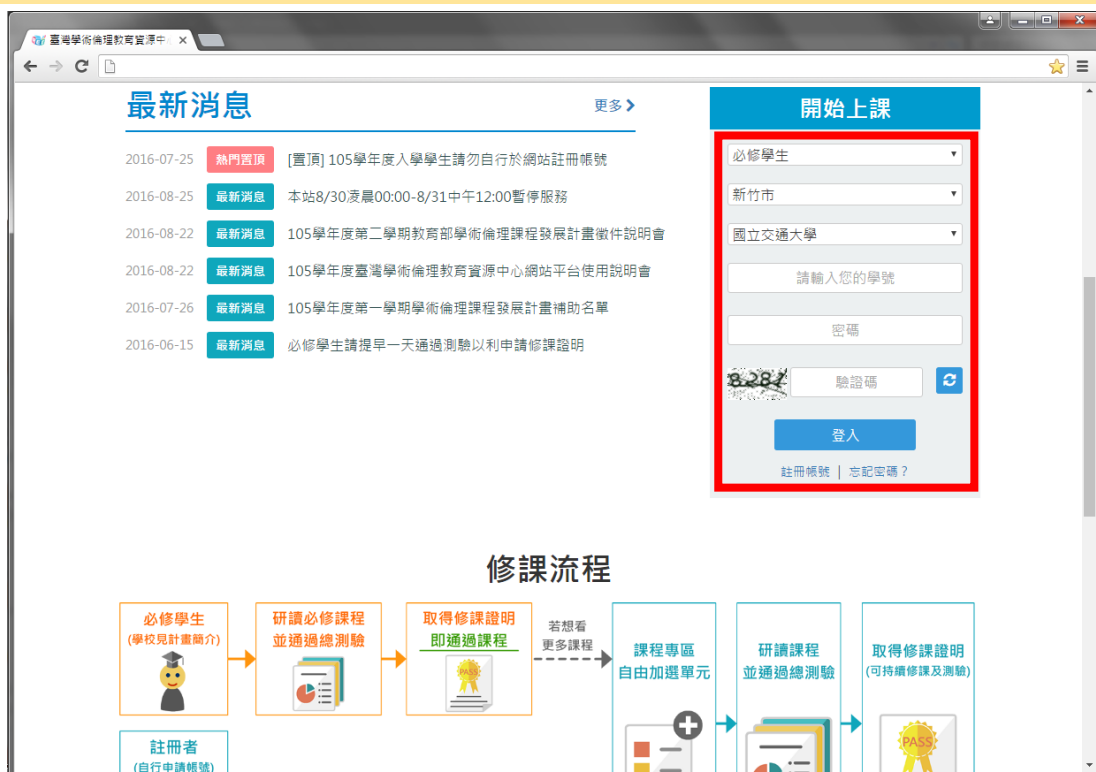 臺灣學術倫理教育資源中
最新消息
更多
2016-07-25 熱門置頂 [置頂] 105學年度入學學生請勿自行於網站註冊帳號
2016-08-25 最新消息 本站8/30凌晨00:00-8/31中午12:00暫停服務
2016-08-22 最新消息 105學年度第二學期教育部學術倫理課程發展計畫徵件說明會
2016-08-22 最新消息 105學年度臺灣學術倫理教育資源中心網站平台使用說明會
2016-07-26 最新消息 105學年度第一學期學術倫理課程發展計畫補助名單
2016-06-15 最新消息 必修學生請提早一天通過測驗以利申請修課證明
開始上課
必修學生
新竹市
國立交通大學
請輸入您的學號
密碼
8281 驗證碼
登入
註冊帳號 | 忘記密碼？
修課流程
必修學生
(學校見計畫簡介)
研讀必修課程
並通過總測驗
取得修課證明
即通過課程
PASS
若想看
更多課程
課程專區
自由加選單元
研讀課程
並通過總測驗
取得修課證明
(可持續修課及測驗)
PASS
註冊者
(自行申請帳號)